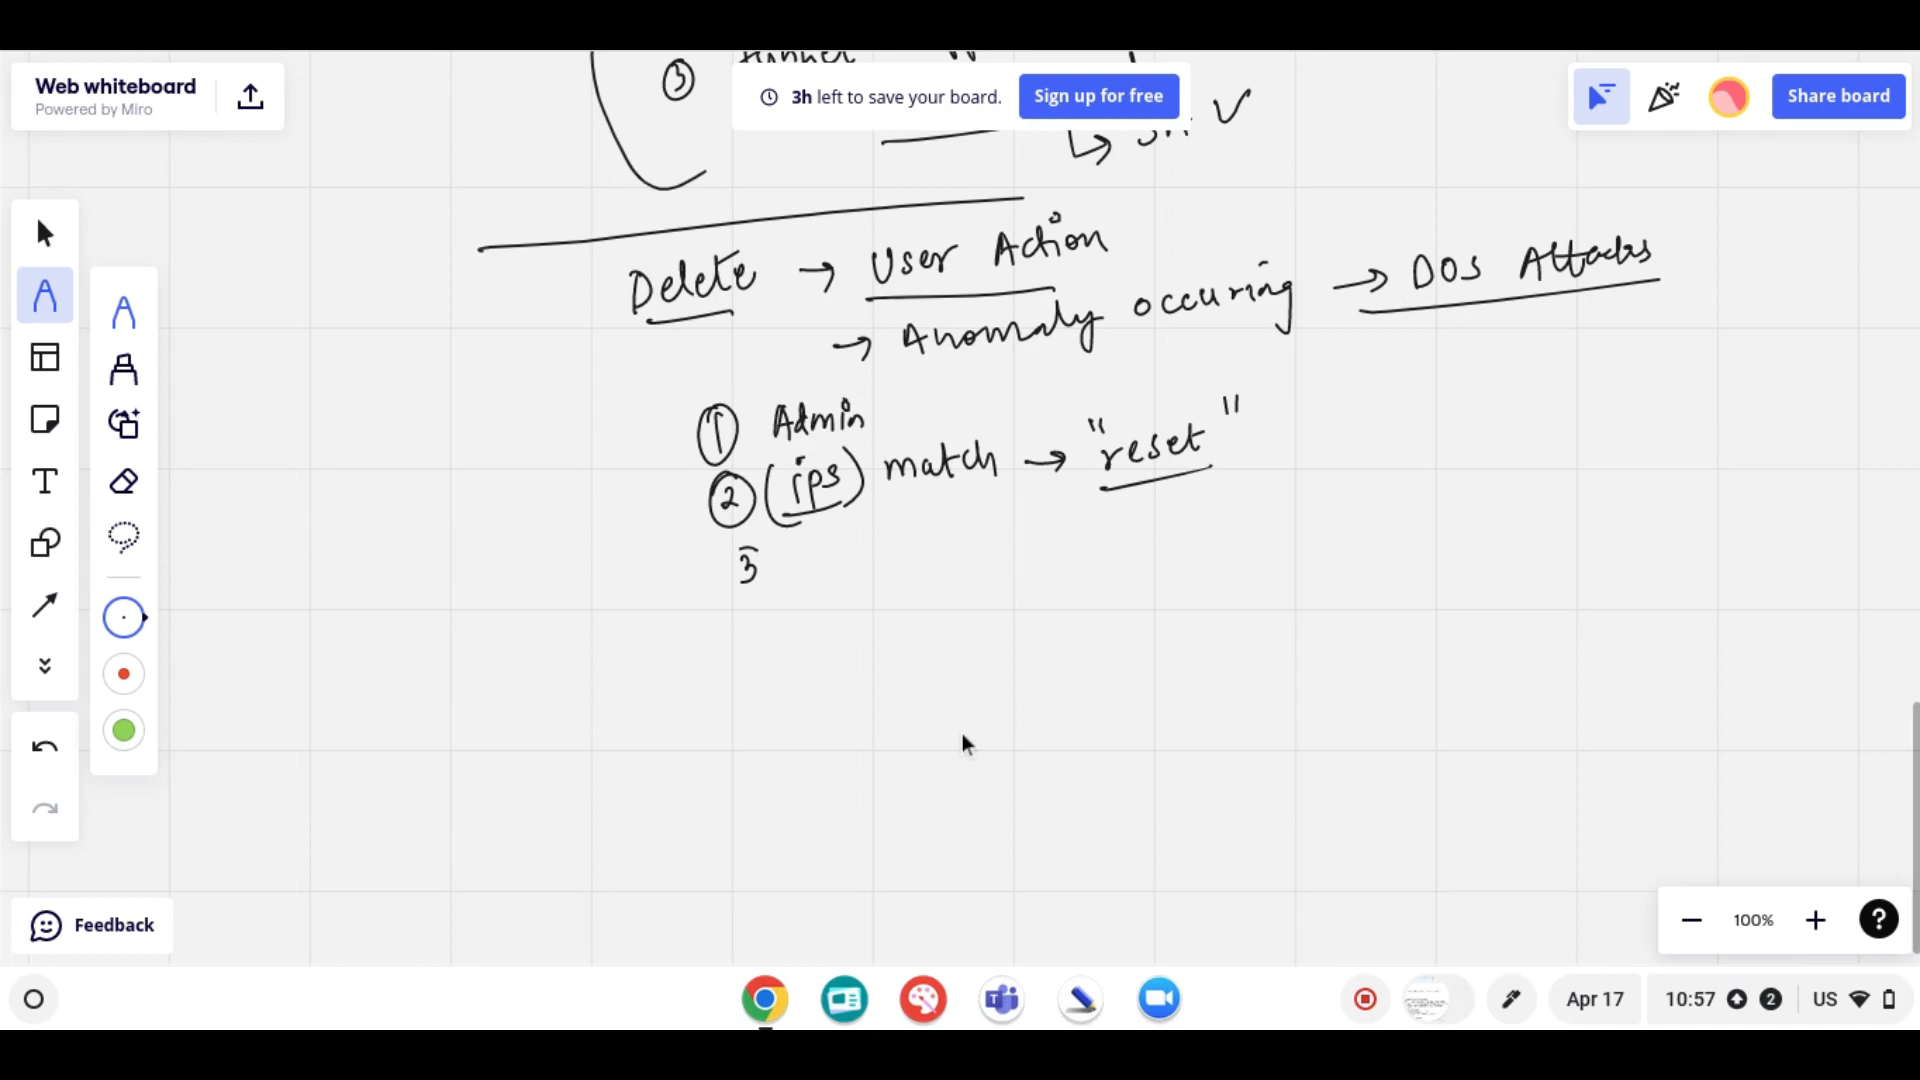 Web whiteboard
Powered by Miro
3h left to save your board.
Sign up for free
Share board
③
Delete → User Action
→ Anomaly occuring → DOS Attacks
① Admin
② (ips) match → "reset"
3
Feedback
100%
Apr 17
10:57
2
US